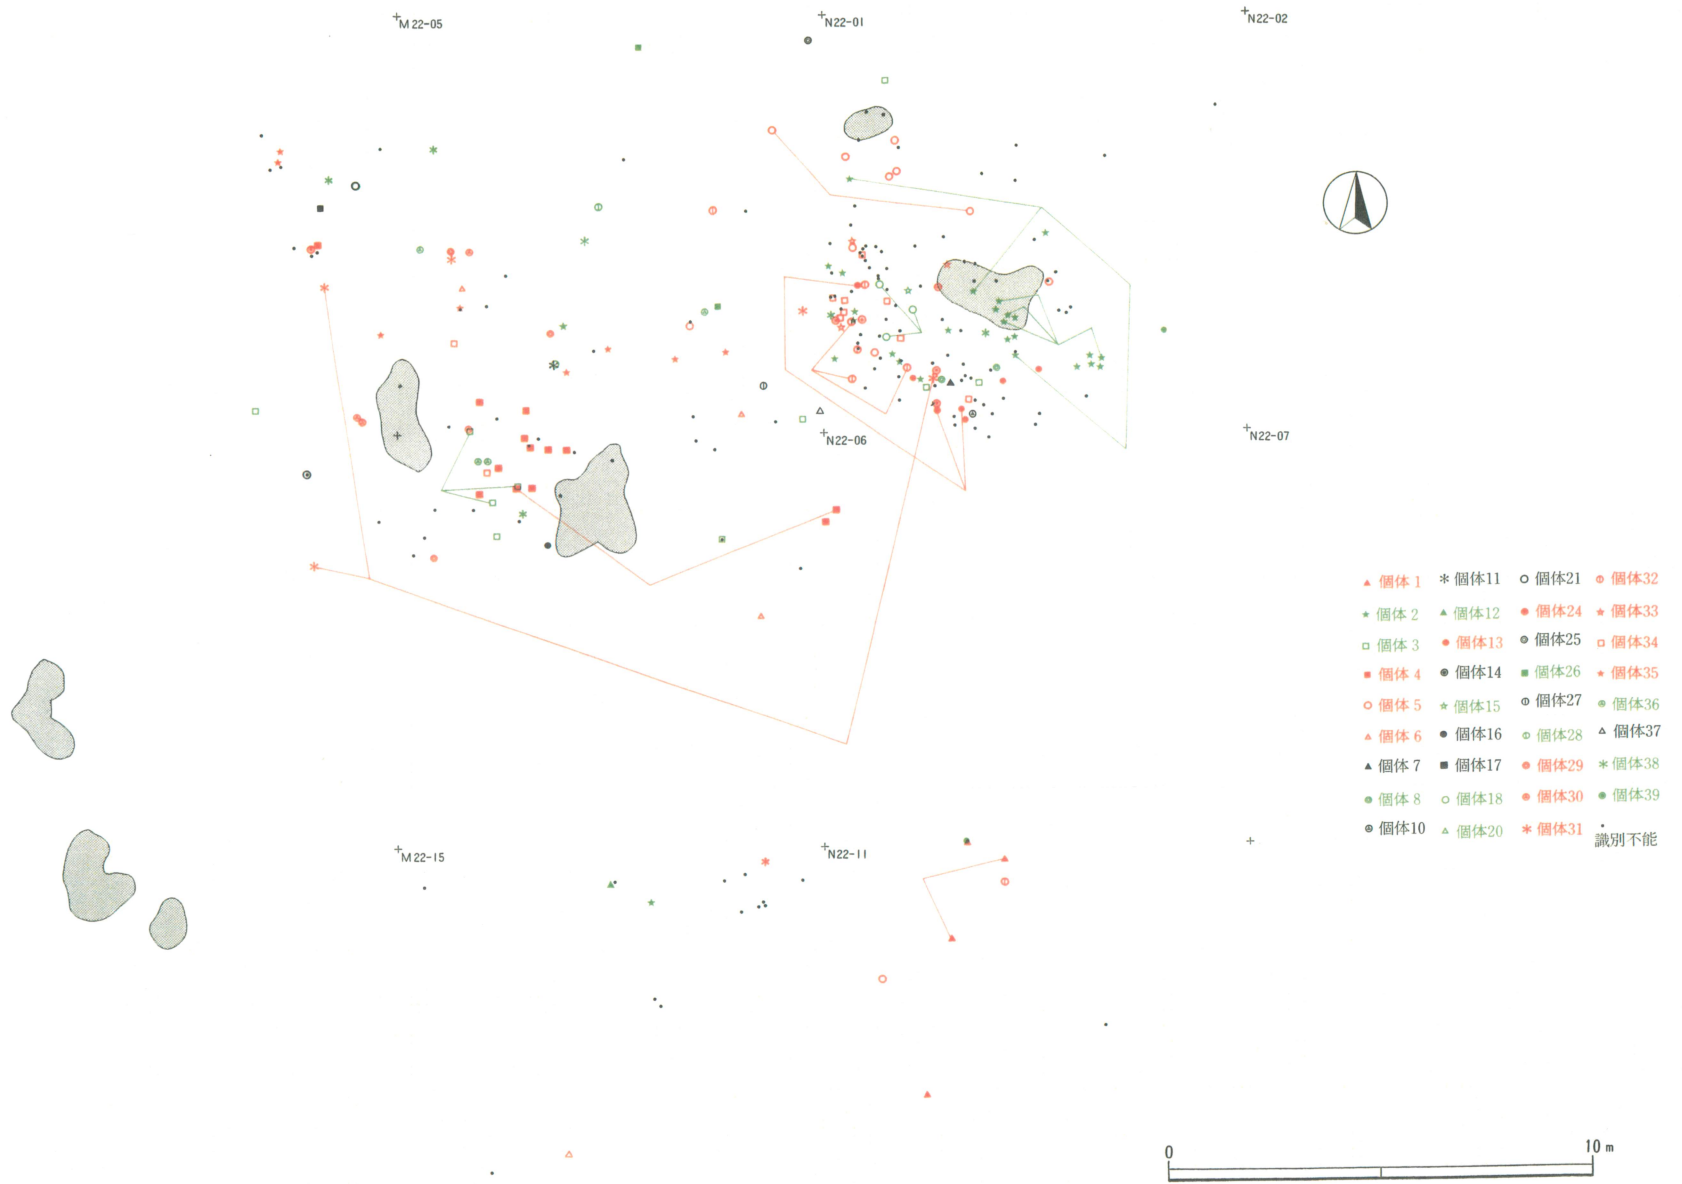 M22-05
N22-01
N22-02
N22-06
N22-07
個体1 個体11 個体21 個体32
個体2 個体12 個体24 個体33
個体3 個体13 個体25 個体34
個体4 個体14 個体26 個体35
個体5 個体15 個体27 個体36
個体6 個体16 個体28 個体37
個体7 個体17 個体29 個体38
個体8 個体18 個体30 個体39
個体10 個体20 個体31 識別不能
M22-15
N22-11
0 10m